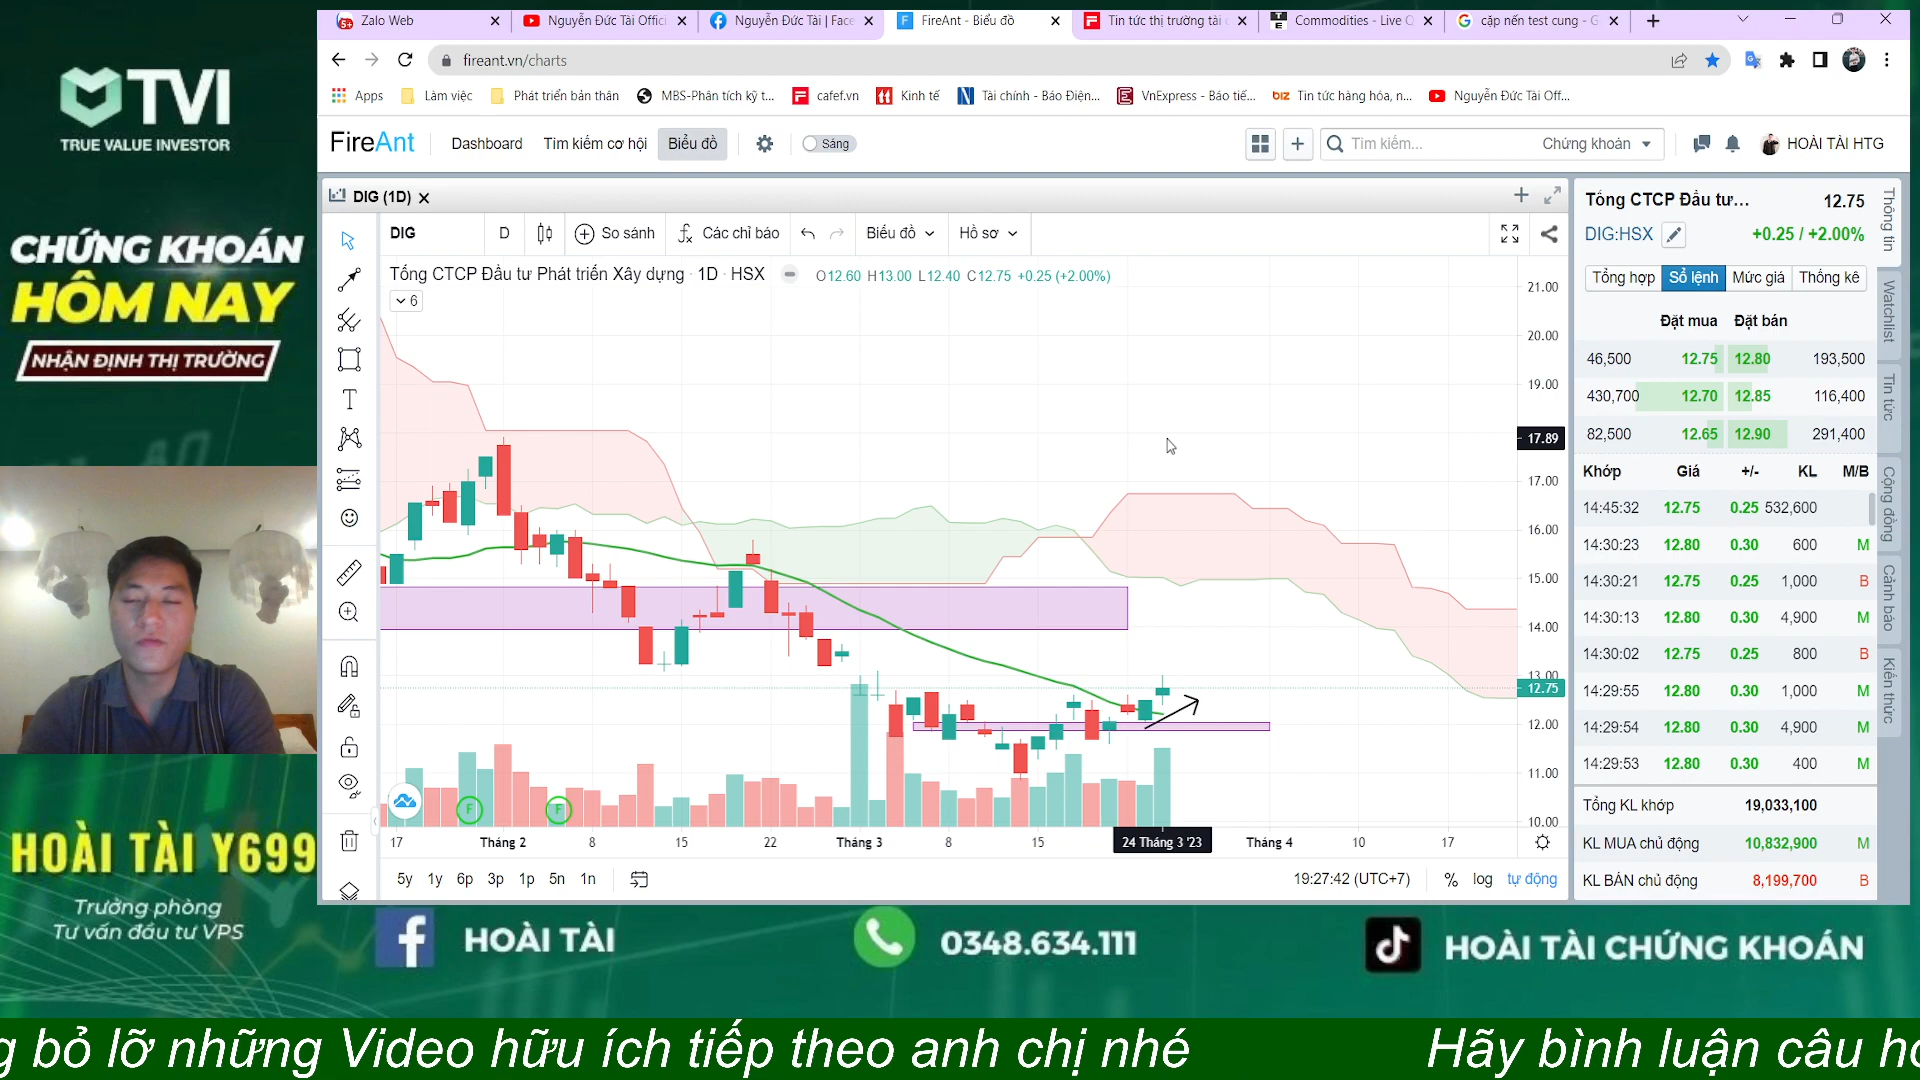 TVI
TRUE VALUE INVESTOR
CHỨNG KHOÁN
HÔM NAY
NHẬN ĐỊNH THỊ TRƯỜNG
HOÀI TÀI Y699
Trưởng phòng
Tư vấn đầu tư VPS
5+ Zalo Web
Nguyễn Đức Tài Offici
Nguyễn Đức Tài | Face
FireAnt - Biểu đồ
Tin tức thị trường tài c
Commodities - Live Q
cặp nến test cung - G
fireant.vn/charts
Apps
Làm việc
Phát triển bản thân
MBS-Phân tích kỹ t...
cafef.vn
Kinh tế
Tài chính - Báo Điện...
VnExpress - Báo tiế...
Tin tức hàng hóa, n...
Nguyễn Đức Tài Off...
FireAnt
Dashboard
Tìm kiếm cơ hội
Biểu đồ
Sáng
Tìm kiếm...
Chứng khoán
HOÀI TÀI HTG
DIG (1D)
DIG
D
So sánh
Các chỉ báo
Biểu đồ
Hồ sơ
Tổng CTCP Đầu tư Phát triển Xây dựng · 1D · HSX
O12.60 H13.00 L12.40 C12.75 +0.25 (+2.00%)
6
21.00
20.00
19.00
17.89
17.00
16.00
15.00
14.00
13.00
12.75
12.00
11.00
10.00
F
F
17
Tháng 2
8
15
22
Tháng 3
8
15
24 Tháng 3 '23
Tháng 4
10
17
5y 1y 6p 3p 1p 5n 1n
19:27:42 (UTC+7)
% log tự động
Tổng CTCP Đầu tư... 12.75
DIG:HSX +0.25 / +2.00%
Tổng hợp Sổ lệnh Mức giá Thống kê
Đặt mua Đặt bán
46,500 12.75 12.80 193,500
430,700 12.70 12.85 116,400
82,500 12.65 12.90 291,400
Khớp Giá +/- KL M/B
14:45:32 12.75 0.25 532,600
14:30:23 12.80 0.30 600 M
14:30:21 12.75 0.25 1,000 B
14:30:13 12.80 0.30 4,900 M
14:30:02 12.75 0.25 800 B
14:29:55 12.80 0.30 1,000 M
14:29:54 12.80 0.30 4,900 M
14:29:53 12.80 0.30 400 M
Tổng KL khớp 19,033,100
KL MUA chủ động 10,832,900 M
KL BÁN chủ động 8,199,700 B
Thông tin
Watchlist
Tin tức
Cộng đồng
Cảnh báo
Kiến thức
HOÀI TÀI
0348.634.111
HOÀI TÀI CHỨNG KHOÁN
g bỏ lỡ những Video hữu ích tiếp theo anh chị nhé
Hãy bình luận câu hỏ